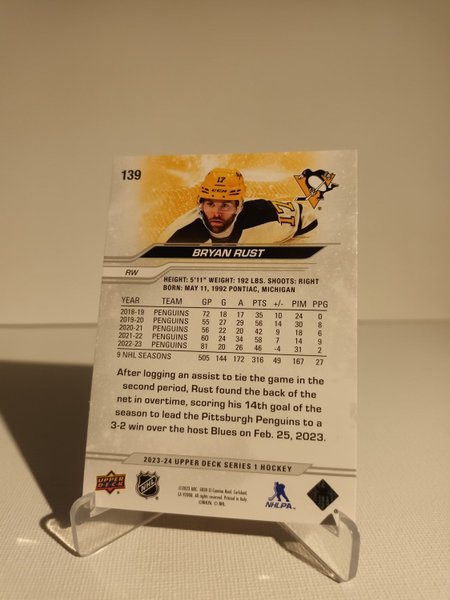 139
17
17
BRYAN RUST
RW
HEIGHT: 5'11" WEIGHT: 192 LBS. SHOOTS: RIGHT
BORN: MAY 11, 1992 PONTIAC, MICHIGAN
YEAR TEAM GP G A PTS +/- PIM PPG
2018-19 PENGUINS 72 18 17 35 10 24 0
2019-20 PENGUINS 55 27 29 56 14 30 8
2020-21 PENGUINS 56 22 20 42 9 18 6
2021-22 PENGUINS 60 24 34 58 7 14 9
2022-23 PENGUINS 81 20 26 46 -4 31 2
9 NHL SEASONS 505 144 172 316 49 167 27
After logging an assist to tie the game in the
second period, Rust found the back of the
net in overtime, scoring his 14th goal of the
season to lead the Pittsburgh Penguins to a
3-2 win over the host Blues on Feb. 25, 2023.
2023-24 UPPER DECK SERIES 1 HOCKEY
UPPER DECK
NHL
NHLPA